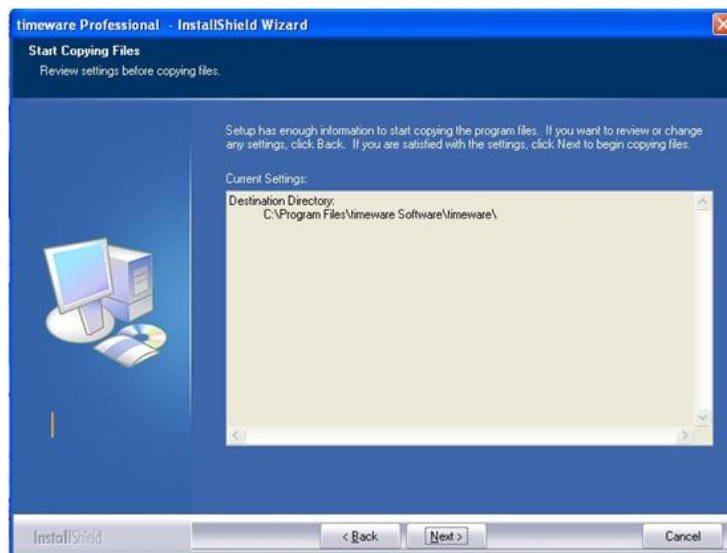 timeware Professional - InstallShield Wizard
Start Copying Files
Review settings before copying files.
Setup has enough information to start copying the program files. If you want to review or change
any settings, click Back. If you are satisfied with the settings, click Next to begin copying files.
Current Settings:
Destination Directory:
C:\Program Files\timeware Software\timeware\
InstallShield
< Back
Next >
Cancel